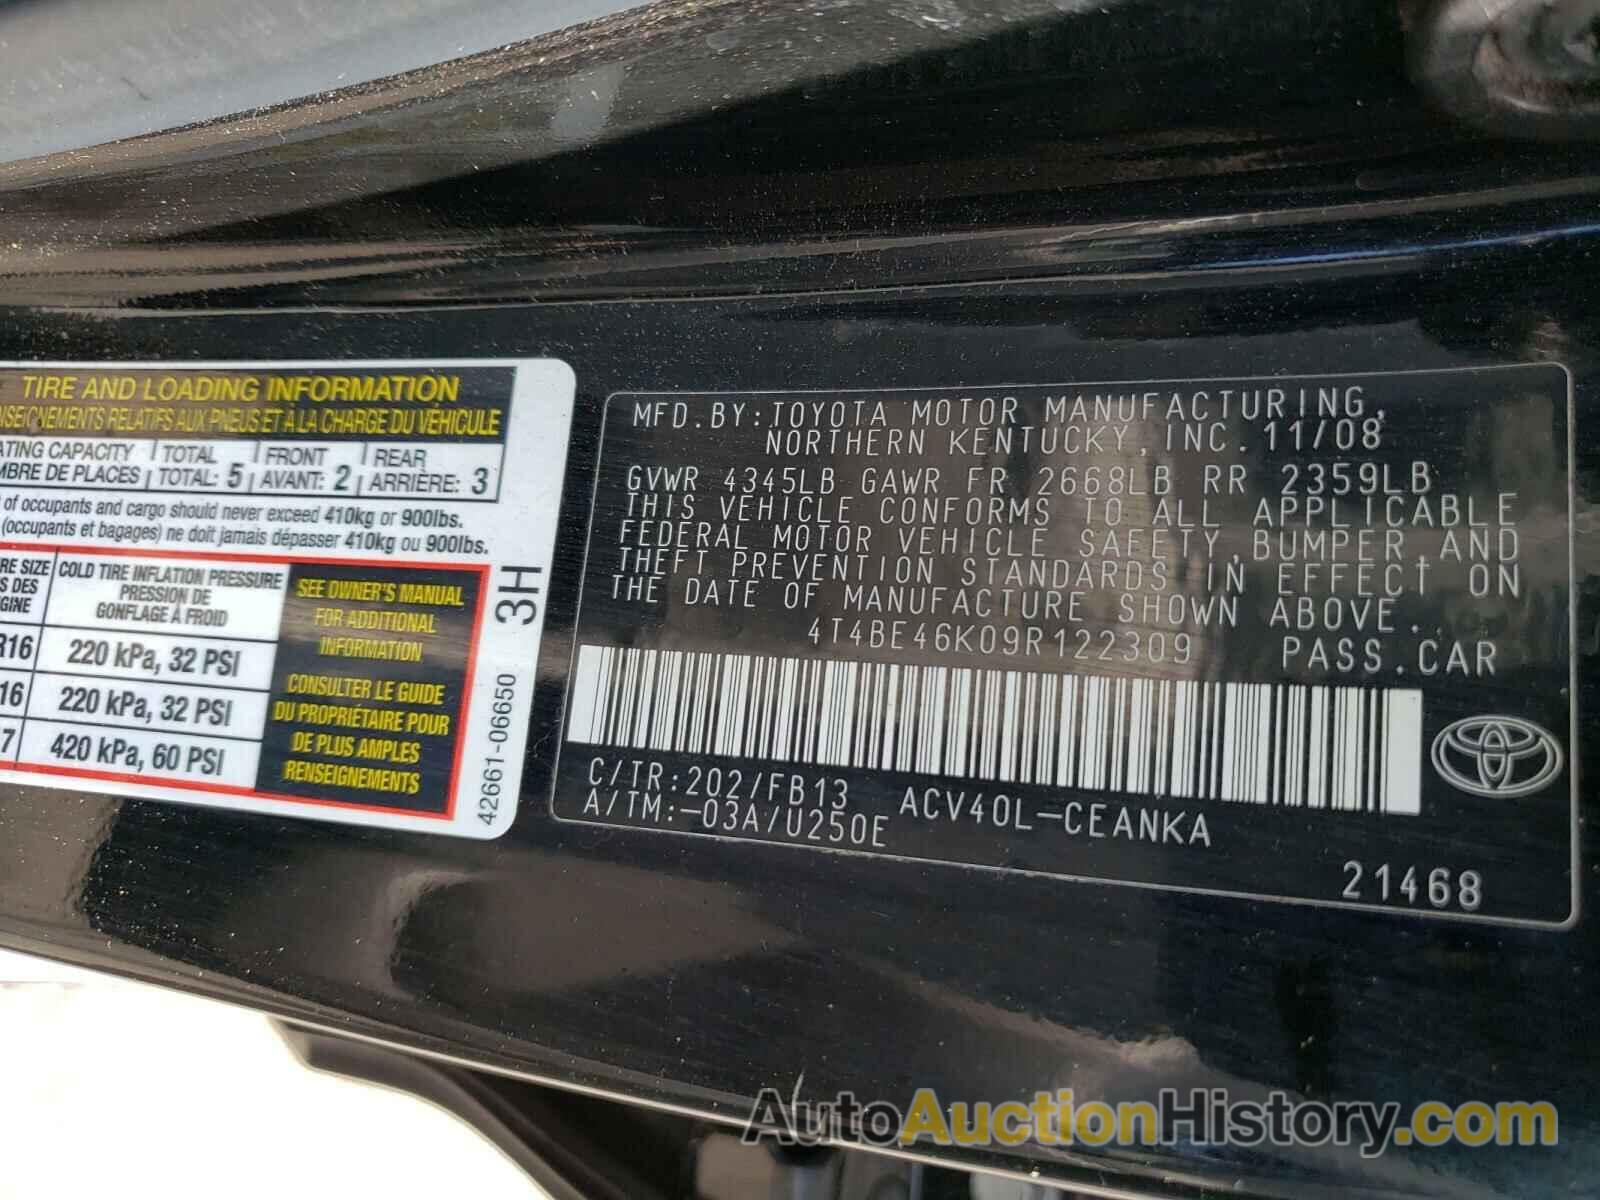 TIRE AND LOADING INFORMATION
RELATIFS AUX PNEUS ET À LA CHARGE DU VÉHICULE
CAPACITY TOTAL FRONT REAR
DE PLACES TOTAL: 5 AVANT: 2 ARRIÈRE: 3
of occupants and cargo should never exceed 410kg or 900lbs.
(occupants et bagages) ne doit jamais dépasser 410kg ou 900lbs.
SIZE
DES
COLD TIRE INFLATION PRESSURE
PRESSION DE
GONFLAGE À FROID
R16 220 kPa, 32 PSI
16 220 kPa, 32 PSI
7 420 kPa, 60 PSI
SEE OWNER'S MANUAL
FOR ADDITIONAL
INFORMATION
CONSULTER LE GUIDE
DU PROPRIÉTAIRE POUR
DE PLUS AMPLES
RENSEIGNEMENTS
42661-06650 3H
MFD.BY:TOYOTA MOTOR MANUFACTURING,
NORTHERN KENTUCKY,INC.11/08
GVWR 4345LB GAWR FR 2668LB RR 2359LB
THIS VEHICLE CONFORMS TO ALL APPLICABLE
FEDERAL MOTOR VEHICLE SAFETY,BUMPER,AND
THEFT PREVENTION STANDARDS IN EFFECT ON
THE DATE OF MANUFACTURE SHOWN ABOVE.
4T4BE46K09R122309 PASS.CAR
C/TR:202/FB13 ACV40L-CEANKA
A/TM:-03A/U250E
21468
AutoAuctionHistory.com